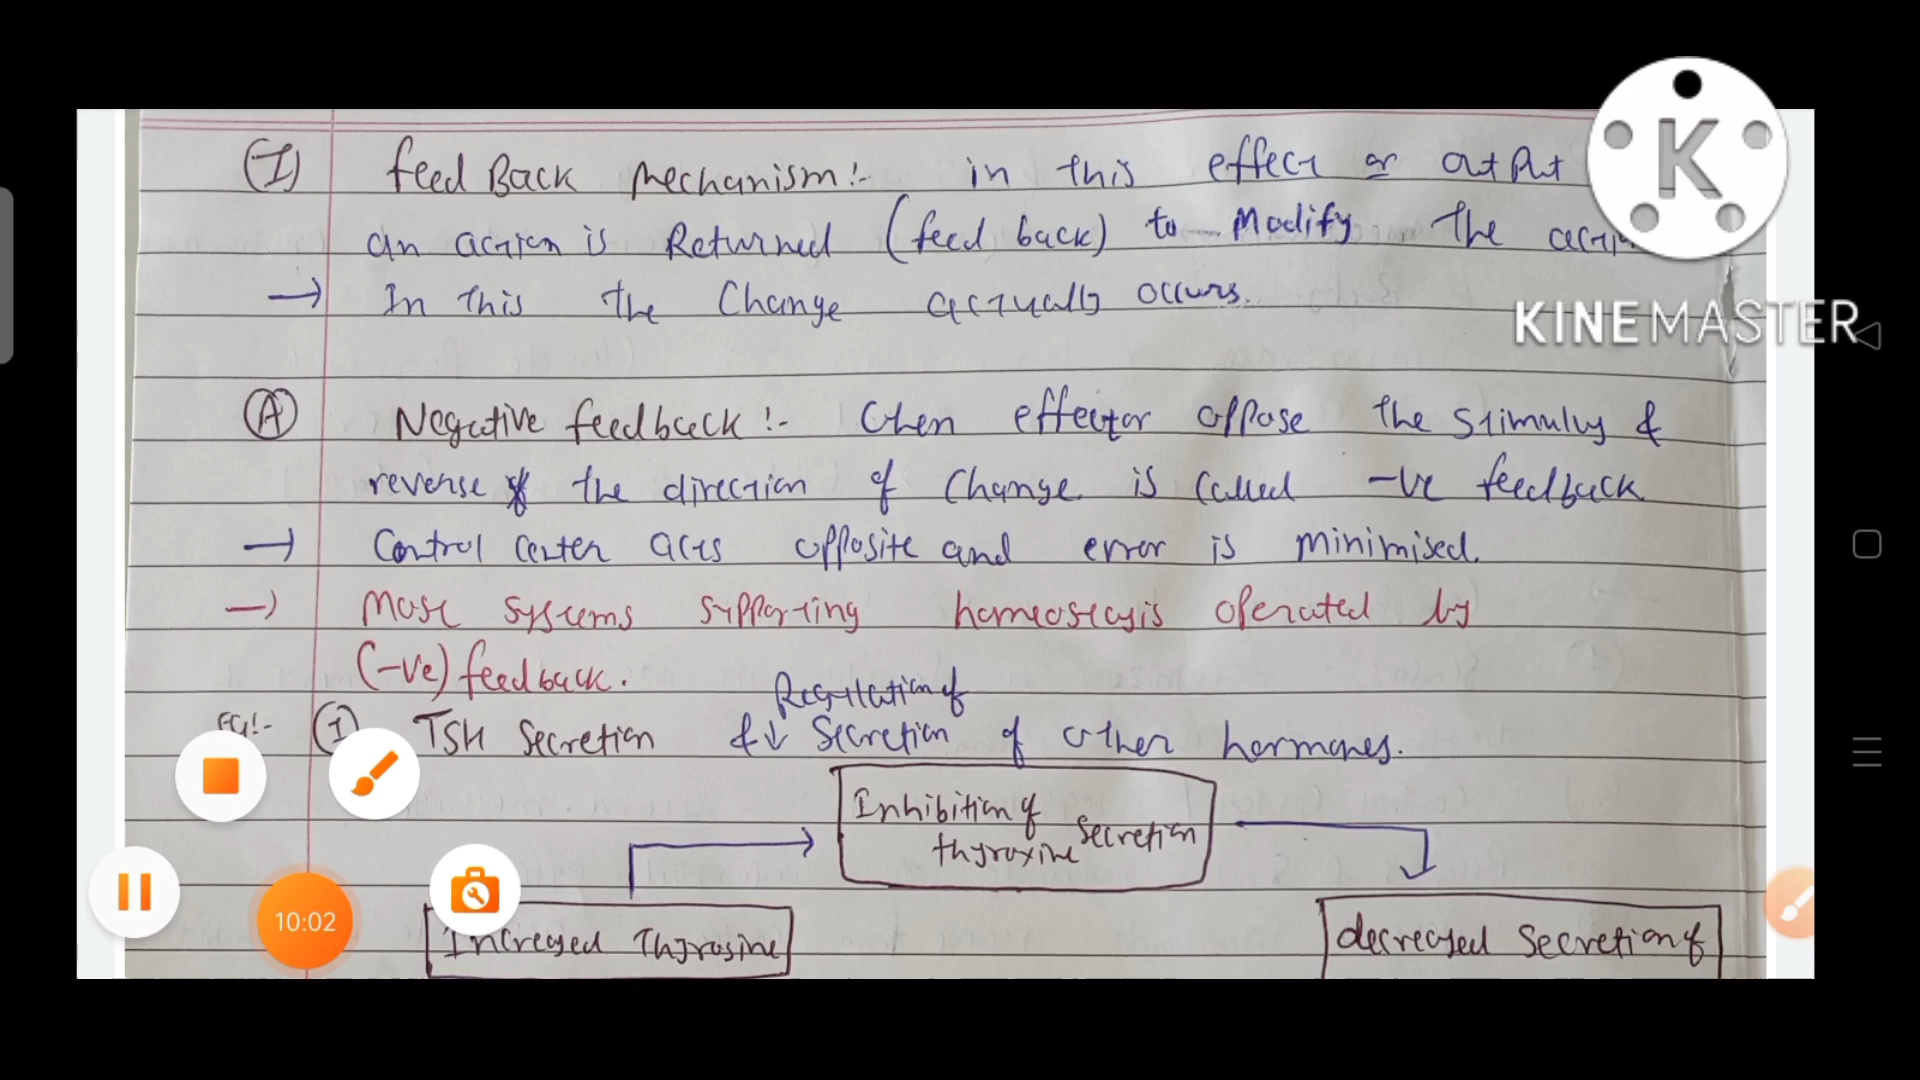 (I) feed Back Mechanism:- in this effect or out Put
an action is Returned (feed back) to Modify the
→ In this the Change actually occurs.
KINEMASTER
(A) Negative feedback:- When effector oppose the Stimulus &
reverse the direction of Change is Called -ve feedback
→ Control Center acts opposite and error is minimised.
→ Most systems supporting homeostasis operated by
(-ve) feedback.
Regulation of
EG:- (I) TSH Secretion & ↓ Secretion of other hormones.
Inhibition of
thyroxine Secretion
10:02
Increased Thyrosine
decreased Secretion of